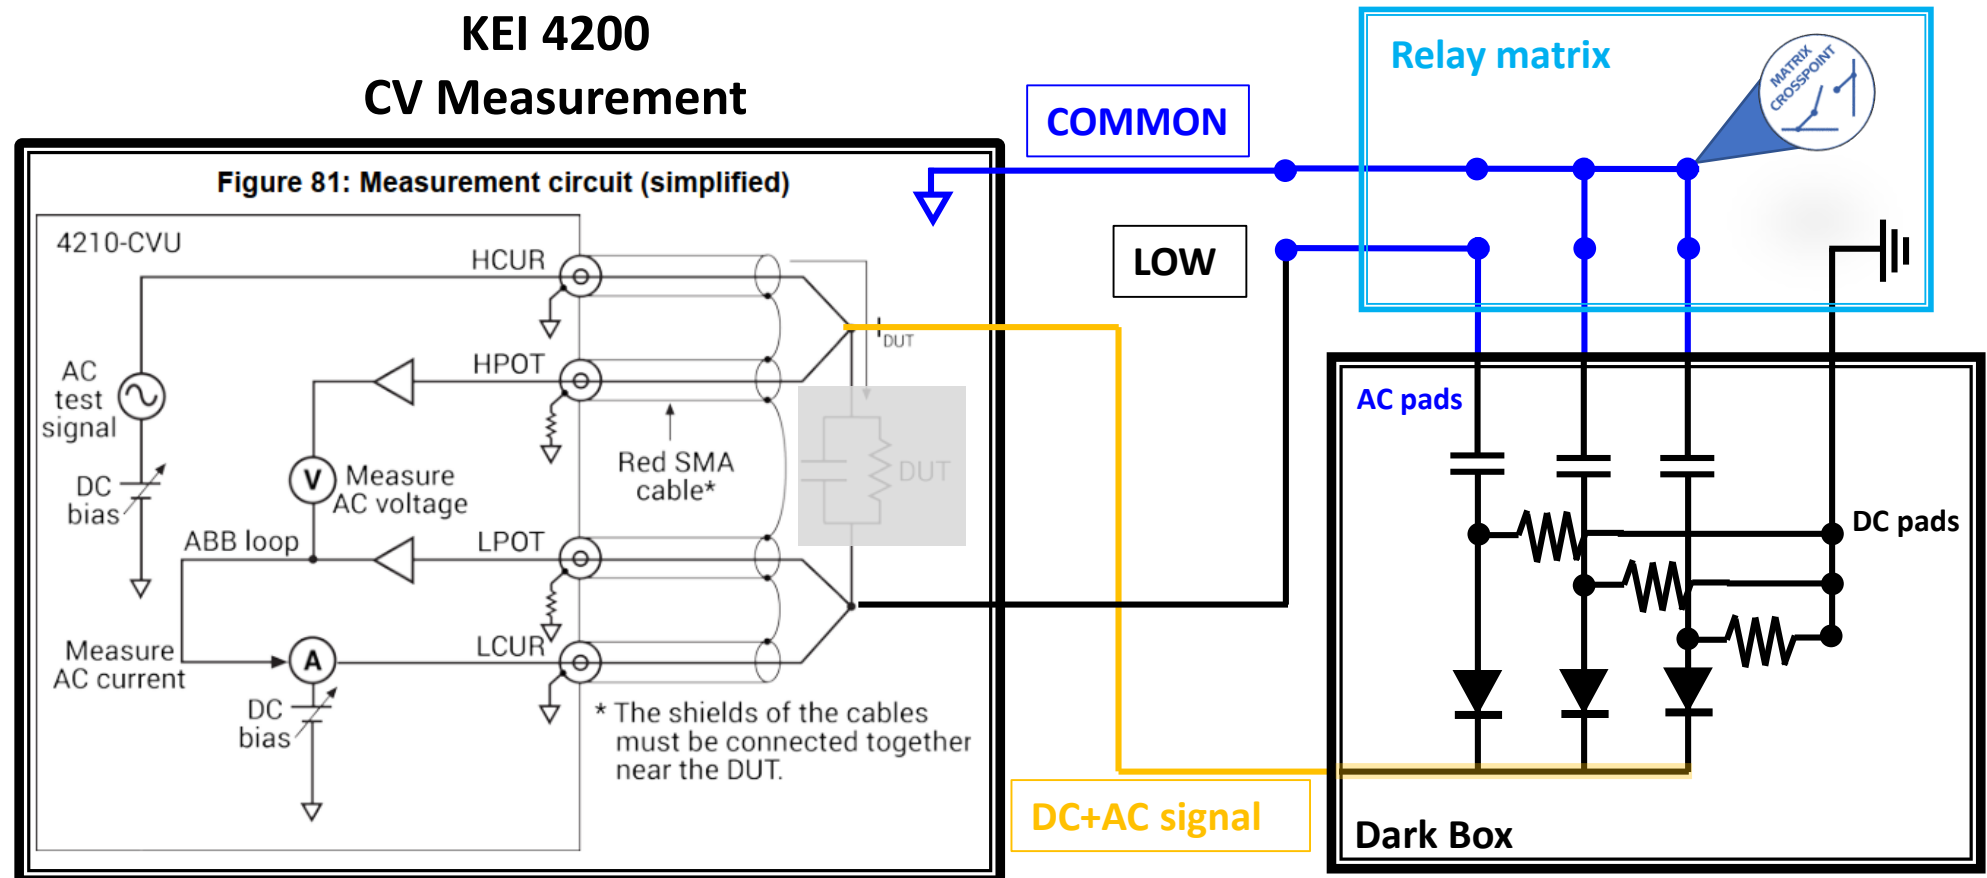 KEI 4200
CV Measurement
Figure 81: Measurement circuit (simplified)
4210-CVU
HCUR
HPOT
AC
test
signal
DC
bias
V
Measure
AC voltage
Red SMA
cable*
I DUT
DUT
ABB loop
LPOT
LCUR
Measure
AC current
A
DC
bias
* The shields of the cables
must be connected together
near the DUT.
COMMON
LOW
DC+AC signal
Relay matrix
MATRIX
CROSSPOINT
AC pads
DC pads
Dark Box